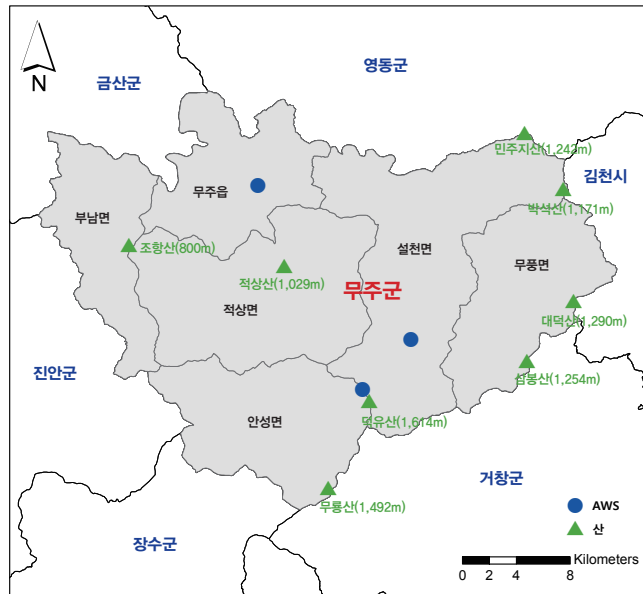 영동군
금산군
N
민주지산(1,242m)
김천시
무주읍
박석산(1,171m)
부남면
조항산(800m)
설천면
무풍면
적상산(1,029m)
무주군
적상면
대덕산(1,290m)
진안군
삼봉산(1,254m)
안성면
덕유산(1,614m)
거창군
무룡산(1,492m)
AWS
산
장수군
Kilometers
0 2 4 8